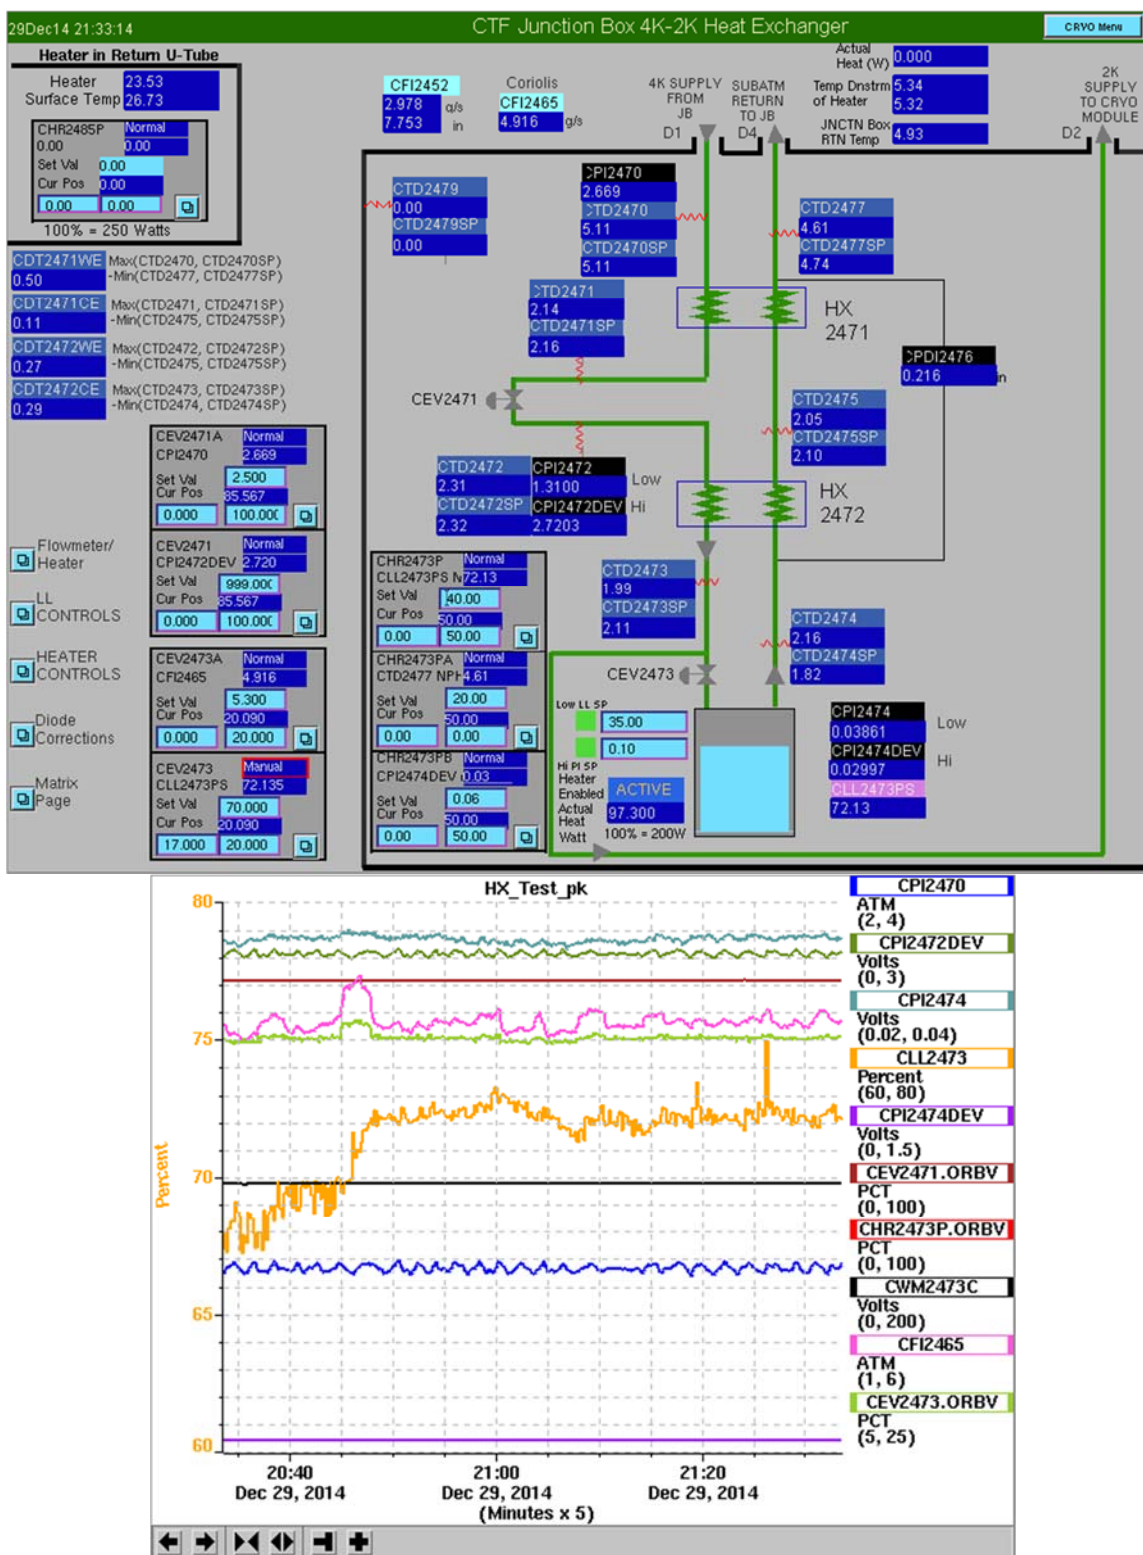 29Dec14 21:33:14
CTF Junction Box 4K-2K Heat Exchanger
CRYO Menu
Heater in Return U-Tube
Heater 23.53
Surface Temp 26.73
CHR2485P Normal
0.00 0.00
Set Val 0.00
Cur Pos 0.00
0.00 0.00
100% = 250 Watts
CFI2452
2.978 g/s
7.753 in
Coriolis
CFI2465
4.916 g/s
4K SUPPLY
FROM
JB
D1
SUBATM
RETURN
TO JB
D4
Actual
Heat (W) 0.000
Temp Dnstrm 5.34
of Heater 5.32
JNCTN Box
RTN Temp 4.93
2K
SUPPLY
TO CRYO
MODULE
D2
CDT2471WE Max(CTD2470, CTD2470SP)
0.50 -Min(CTD2477, CTD2477SP)
CDT2471CE Max(CTD2471, CTD2471SP)
0.11 -Min(CTD2475, CTD2475SP)
CDT2472WE Max(CTD2472, CTD2472SP)
0.27 -Min(CTD2475, CTD2475SP)
CDT2472CE Max(CTD2473, CTD2473SP)
0.29 -Min(CTD2474, CTD2474SP)
CTD2479
0.00
CTD2479SP
0.00
CPI2470
2.669
CTD2470
5.11
CTD2470SP
5.11
CTD2477
4.61
CTD2477SP
4.74
CTD2471
2.14
CTD2471SP
2.16
HX
2471
CPDI2476
0.216 in
CEV2471
CTD2475
2.05
CTD2475SP
2.10
CTD2472
2.31
CTD2472SP
2.32
CPI2472
1.3100 Low
CPI2472DEV Hi
2.7203
HX
2472
CEV2471A Normal
CPI2470 2.669
Set Val 2.500
Cur Pos 85.567
0.000 100.000
CEV2471 Normal
CPI2472DEV 2.720
Set Val 999.000
Cur Pos 85.567
0.000 100.000
CEV2473A Normal
CFI2465 4.916
Set Val 5.300
Cur Pos 20.090
0.000 20.000
CEV2473 Manual
CLL2473PS 72.135
Set Val 70.000
Cur Pos 20.090
17.000 20.000
Flowmeter/
Heater
LL
CONTROLS
HEATER
CONTROLS
Diode
Corrections
Matrix
Page
CHR2473P Normal
CLL2473PS N 72.13
Set Val 40.00
Cur Pos 50.00
0.00 50.00
CHR2473PA Normal
CTD2477 NPH 4.61
Set Val 20.00
Cur Pos 50.00
50.00 0.00
CHR2473PB Normal
CPI2474DEV 0.03
Set Val 0.06
Cur Pos 50.00
0.00 50.00
CTD2473
1.99
CTD2473SP
2.11
CTD2474
2.16
CTD2474SP
1.82
CEV2473
Low LL SP
35.00
0.10
Hi PI SP
Heater
Enabled ACTIVE
Actual
Heat 97.300
Watt 100% = 200W
CPI2474
0.03861 Low
CPI2474DEV
0.02997 Hi
CLL2473PS
72.13
HX_Test_pk
80
75
70
65
60
Percent
20:40 21:00 21:20
Dec 29, 2014 Dec 29, 2014 Dec 29, 2014
(Minutes x 5)
CPI2470
ATM
(2, 4)
CPI2472DEV
Volts
(0, 3)
CPI2474
Volts
(0.02, 0.04)
CLL2473
Percent
(60, 80)
CPI2474DEV
Volts
(0, 1.5)
CEV2471.ORBV
PCT
(0, 100)
CHR2473P.ORBV
PCT
(0, 100)
CWM2473C
Volts
(0, 200)
CFI2465
ATM
(1, 6)
CEV2473.ORBV
PCT
(5, 25)